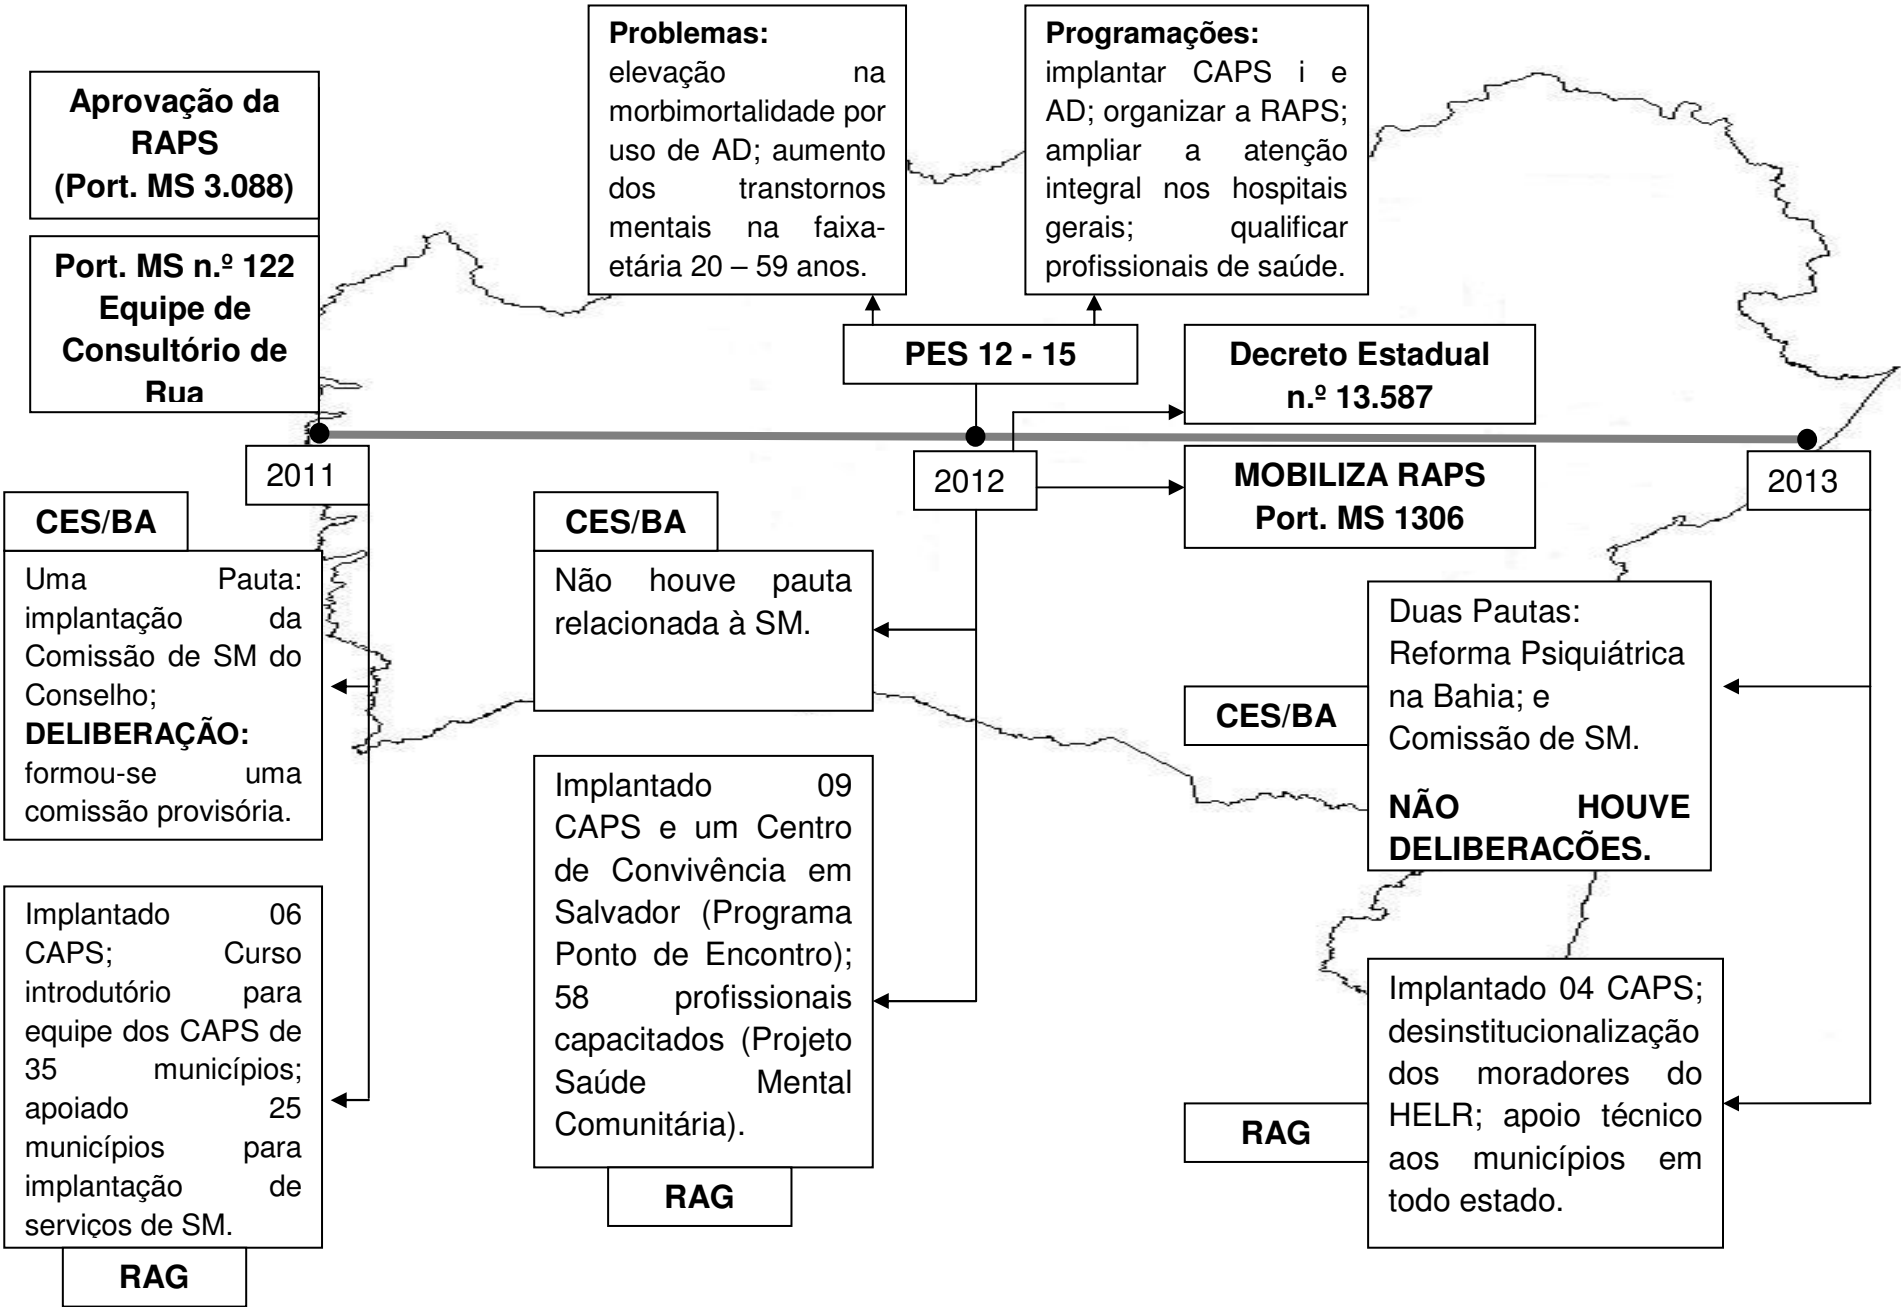 Aprovação da
RAPS
(Port. MS 3.088)
Port. MS n.º 122
Equipe de
Consultório de
Rua
Problemas:
elevação na
morbimortalidade por
uso de AD; aumento
dos transtornos
mentais na faixa-
etária 20 – 59 anos.
Programações:
implantar CAPS i e
AD; organizar a RAPS;
ampliar a atenção
integral nos hospitais
gerais; qualificar
profissionais de saúde.
PES 12 - 15
Decreto Estadual
n.º 13.587
2011
2012
MOBILIZA RAPS
Port. MS 1306
2013
CES/BA
Uma Pauta:
implantação da
Comissão de SM do
Conselho;
DELIBERAÇÃO:
formou-se uma
comissão provisória.
Implantado 06
CAPS; Curso
introdutório para
equipe dos CAPS de
35 municípios;
apoiado 25
municípios para
implantação de
serviços de SM.
RAG
CES/BA
Não houve pauta
relacionada à SM.
Implantado 09
CAPS e um Centro
de Convivência em
Salvador (Programa
Ponto de Encontro);
58 profissionais
capacitados (Projeto
Saúde Mental
Comunitária).
RAG
CES/BA
Duas Pautas:
Reforma Psiquiátrica
na Bahia; e
Comissão de SM.
NÃO HOUVE
DELIBERAÇÕES.
RAG
Implantado 04 CAPS;
desinstitucionalização
dos moradores do
HELR; apoio técnico
aos municípios em
todo estado.